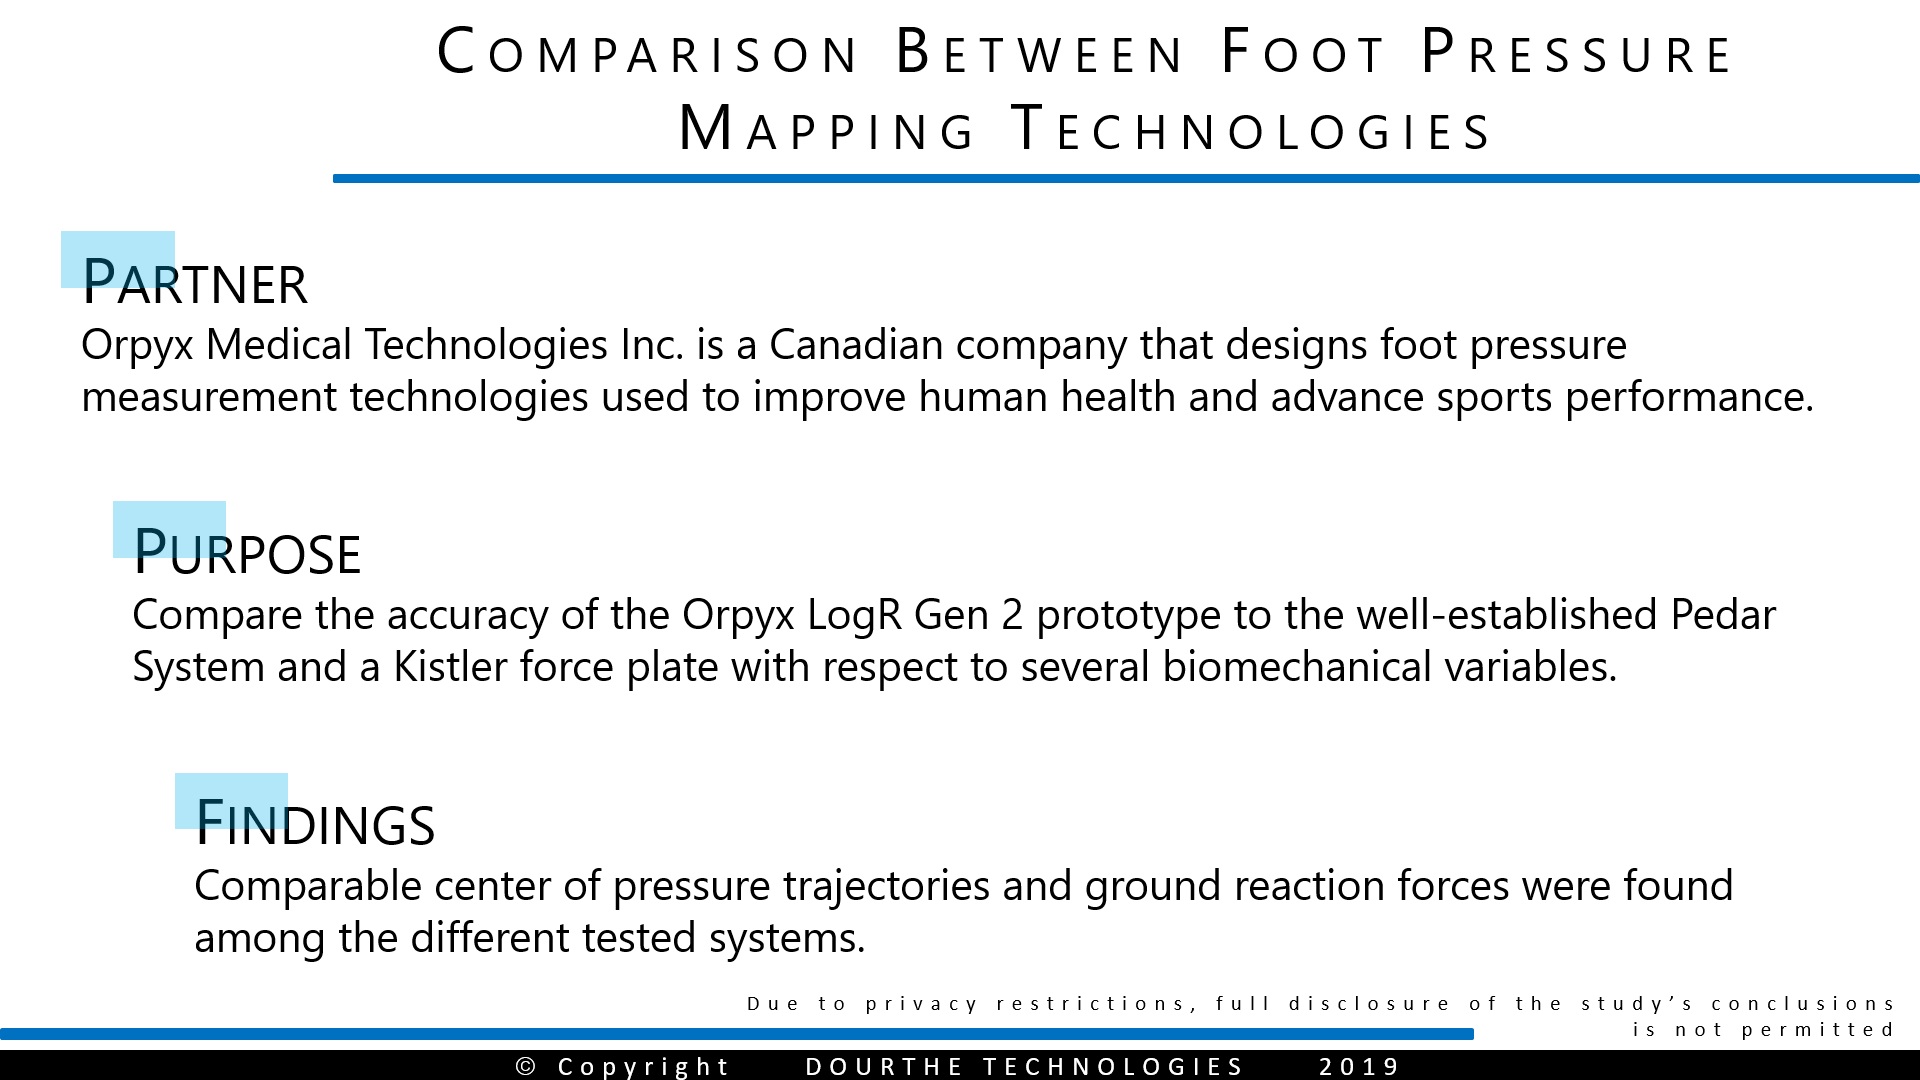 Comparison Between Foot Pressure
Mapping Technologies
Partner
Orpyx Medical Technologies Inc. is a Canadian company that designs foot pressure
measurement technologies used to improve human health and advance sports performance.
Purpose
Compare the accuracy of the Orpyx LogR Gen 2 prototype to the well-established Pedar
System and a Kistler force plate with respect to several biomechanical variables.
Findings
Comparable center of pressure trajectories and ground reaction forces were found
among the different tested systems.
Due to privacy restrictions, full disclosure of the study’s conclusions
is not permitted
© Copyright DOURTHE TECHNOLOGIES 2019